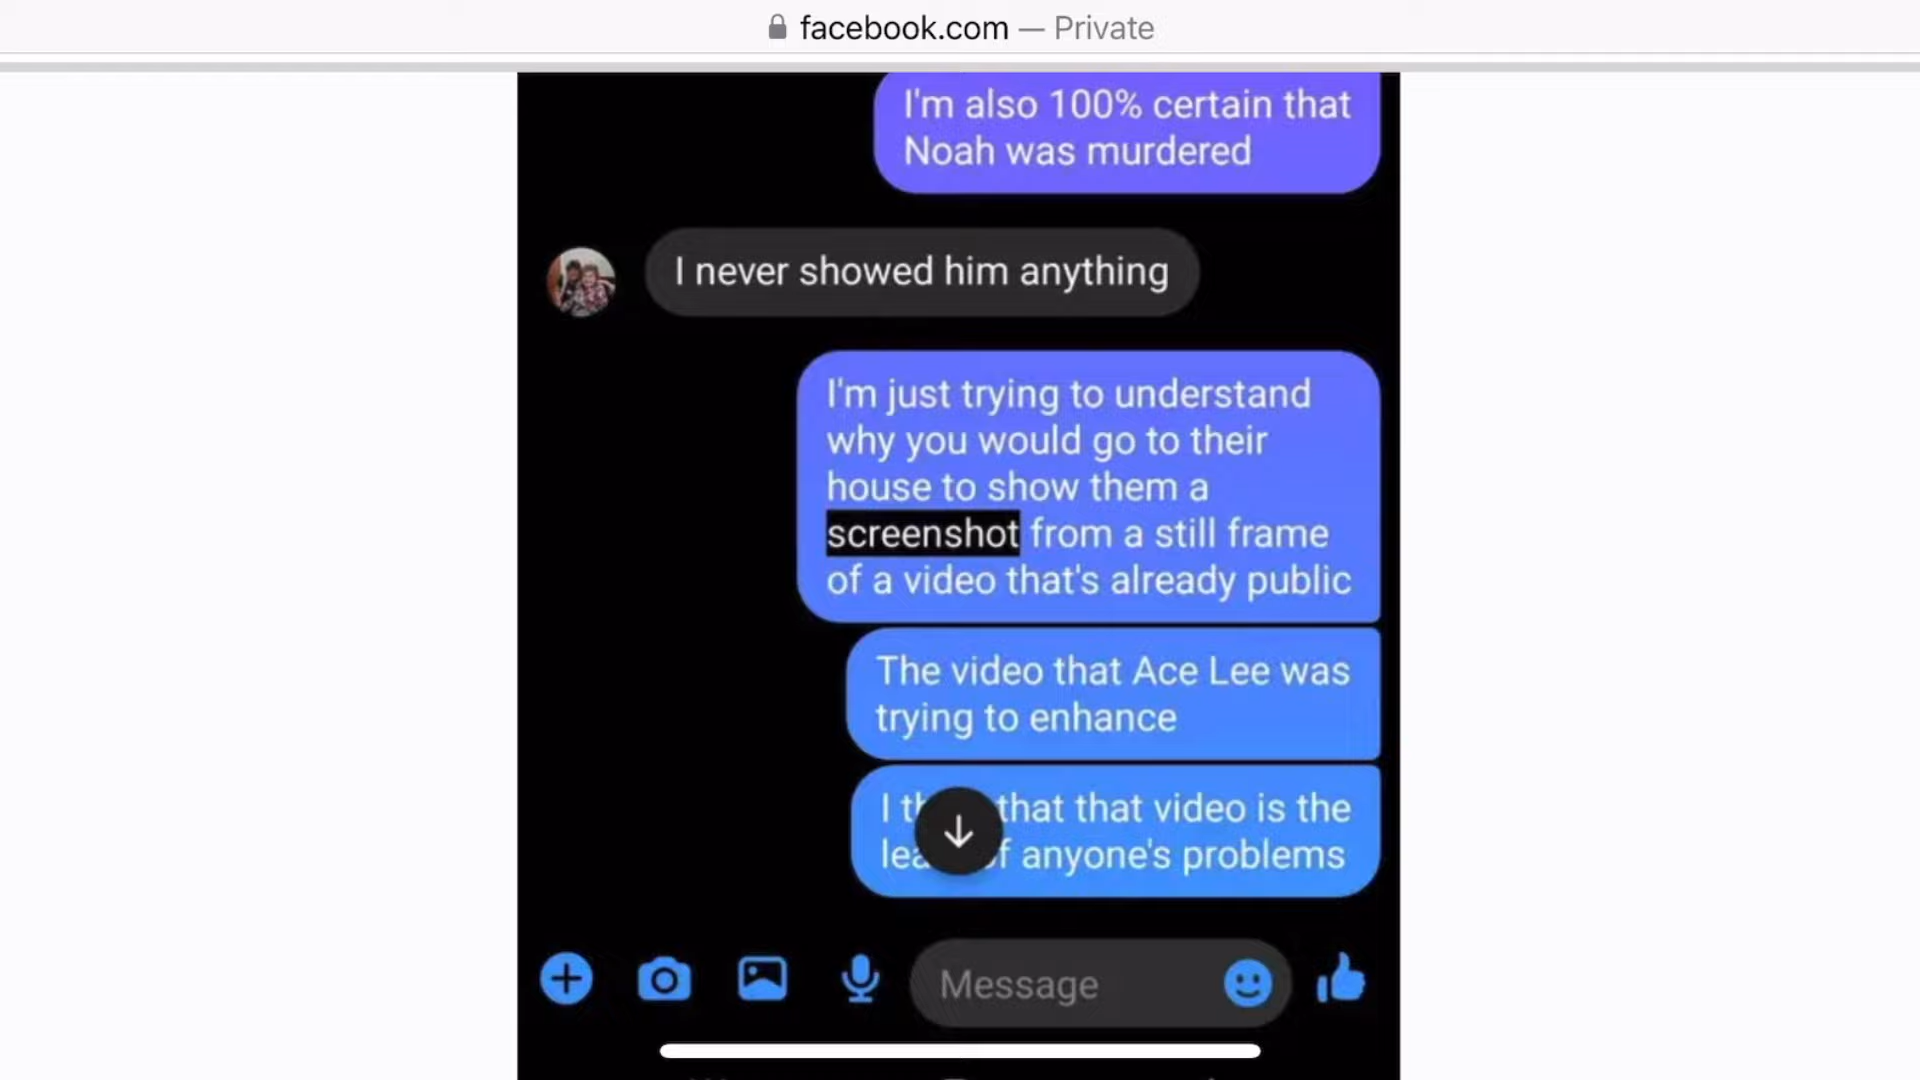 facebook.com — Private
I'm also 100% certain that
Noah was murdered
I never showed him anything
I'm just trying to understand
why you would go to their
house to show them a
screenshot from a still frame
of a video that's already public
The video that Ace Lee was
trying to enhance
I that that video is the
anyone's problems
Message